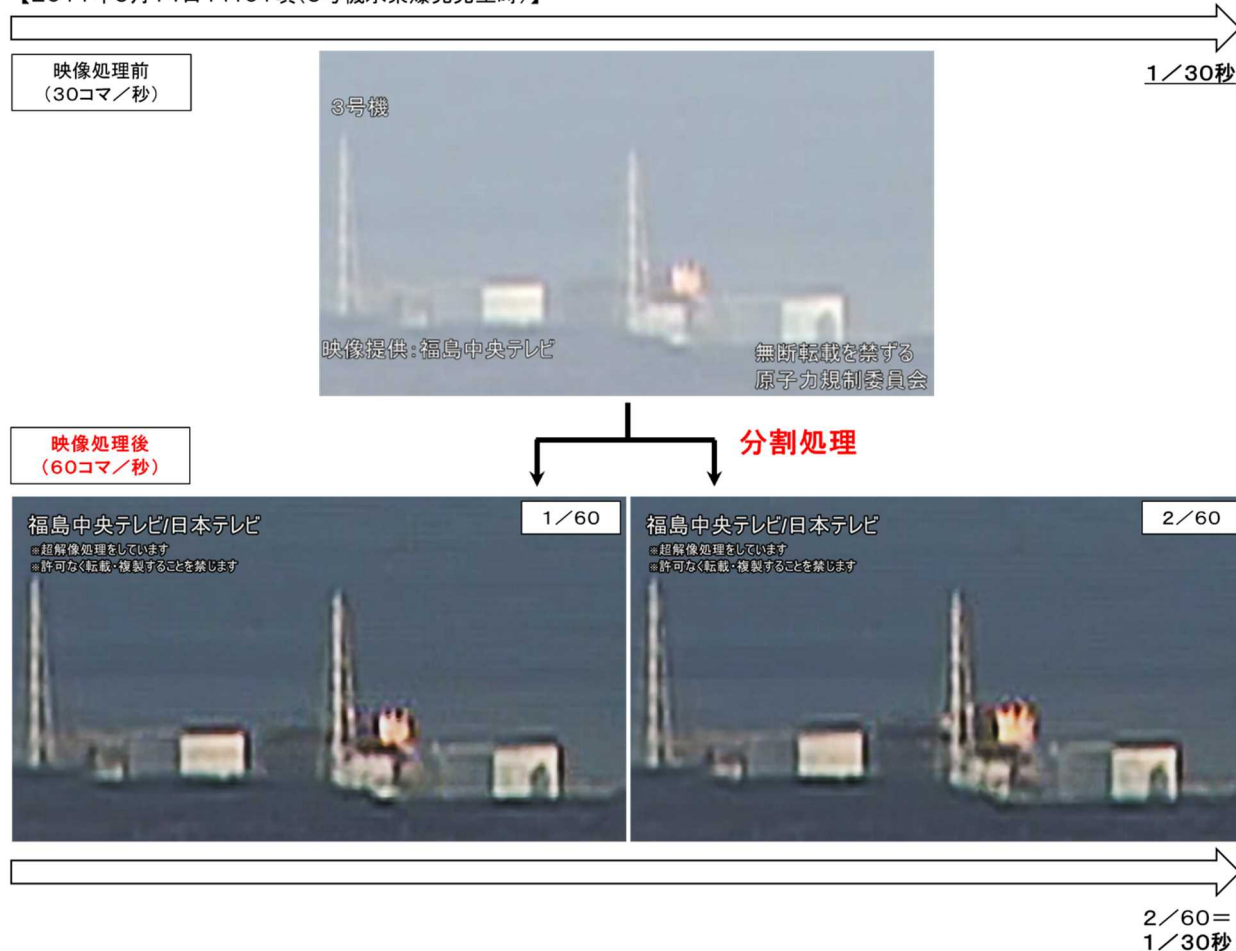 映像処理前
(30コマ/秒)
1/30秒
3号機
映像提供:福島中央テレビ
無断転載を禁ずる
原子力規制委員会
映像処理後
(60コマ/秒)
分割処理
福島中央テレビ/日本テレビ
※超解像処理をしています
※許可なく転載・複製することを禁じます
1/60
福島中央テレビ/日本テレビ
※超解像処理をしています
※許可なく転載・複製することを禁じます
2/60
2/60=
1/30秒